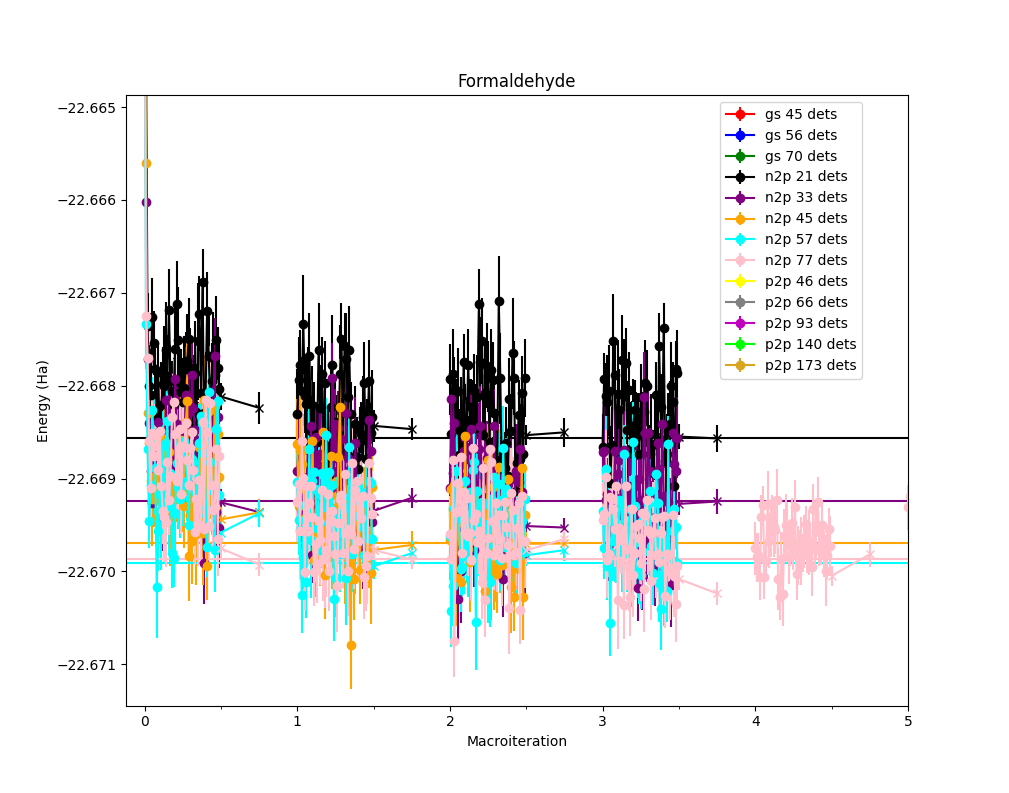 Formaldehyde
Energy (Ha)
−22.665
−22.666
−22.667
−22.668
−22.669
−22.670
−22.671
gs 45 dets
gs 56 dets
gs 70 dets
n2p 21 dets
n2p 33 dets
n2p 45 dets
n2p 57 dets
n2p 77 dets
p2p 46 dets
p2p 66 dets
p2p 93 dets
p2p 140 dets
p2p 173 dets
0 1 2 3 4 5
Macroiteration